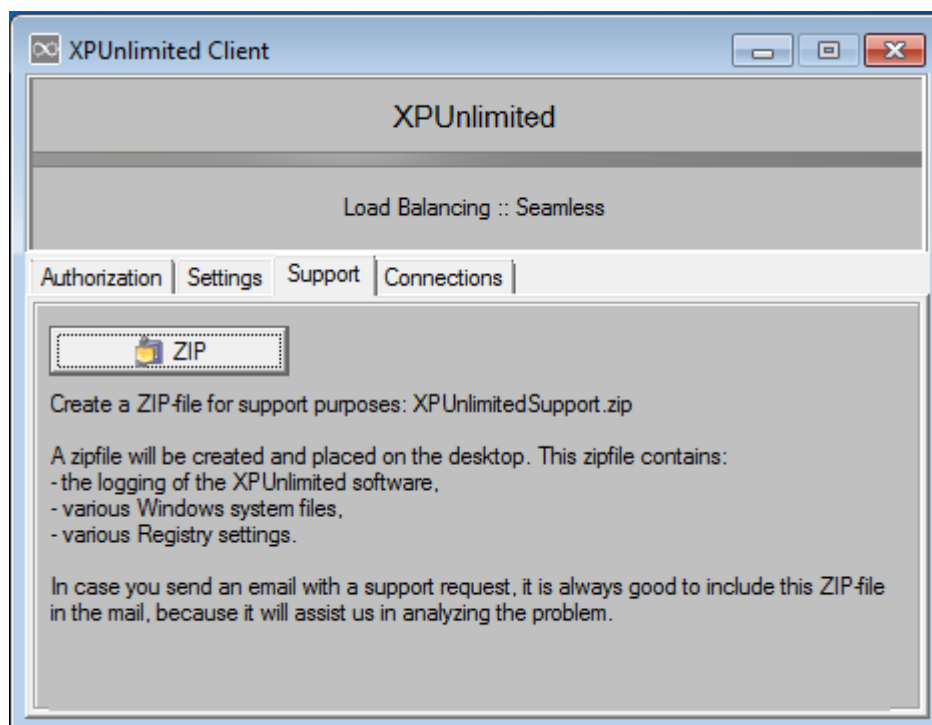 XPUnlimited Client
XPUnlimited
Load Balancing :: Seamless
Authorization Settings Support Connections
ZIP
Create a ZIP-file for support purposes: XPUnlimitedSupport.zip
A zipfile will be created and placed on the desktop. This zipfile contains:
- the logging of the XPUnlimited software,
- various Windows system files,
- various Registry settings.
In case you send an email with a support request, it is always good to include this ZIP-file
in the mail, because it will assist us in analyzing the problem.